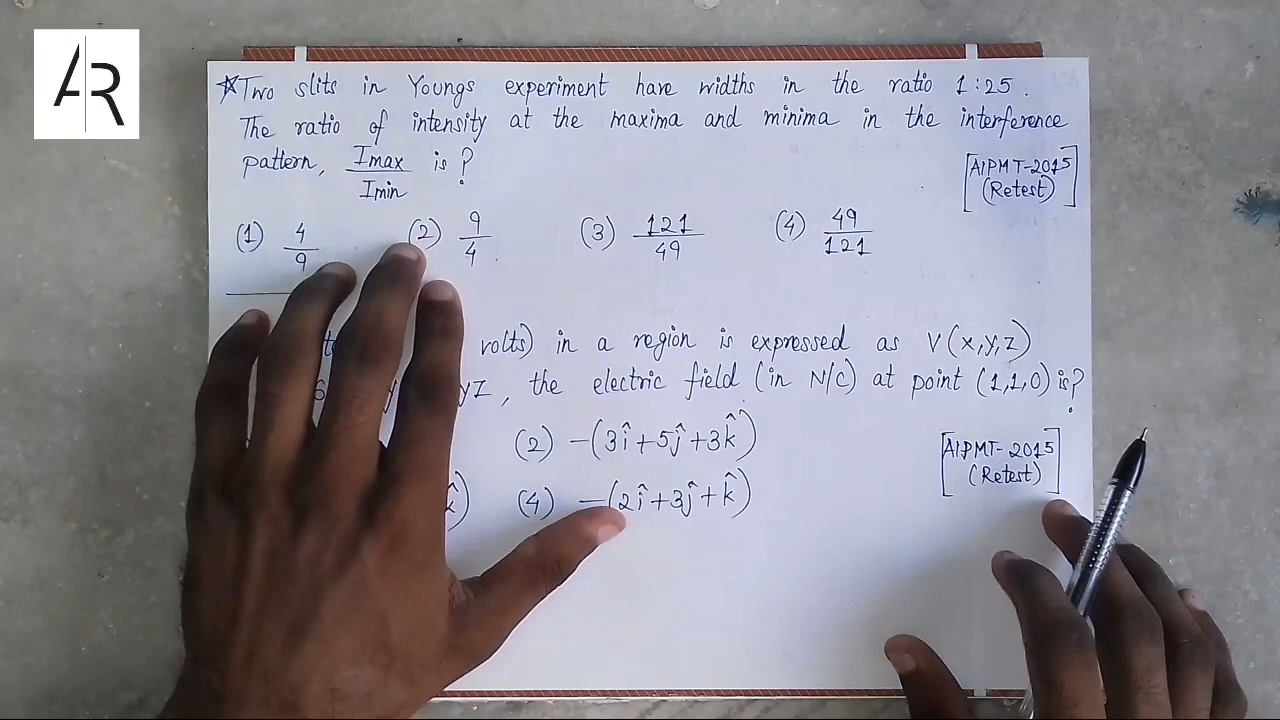 AR
☆Two slits in Youngs experiment have widths in the ratio 1:25.
The ratio of intensity at the maxima and minima in the interference
pattern, Imax/Imin is ?
[AIPMT-2015
(Retest)]
(1) 4/9 (2) 9/4 (3) 121/49 (4) 49/121
volts) in a region is expressed as V(x,y,z)
yz, the electric field (in N/C) at point (1,1,0) is?
(2) -(3î+5ĵ+3k̂)
[AIPMT-2015
(Retest)]
k̂) (4) -(2î+3ĵ+k̂)